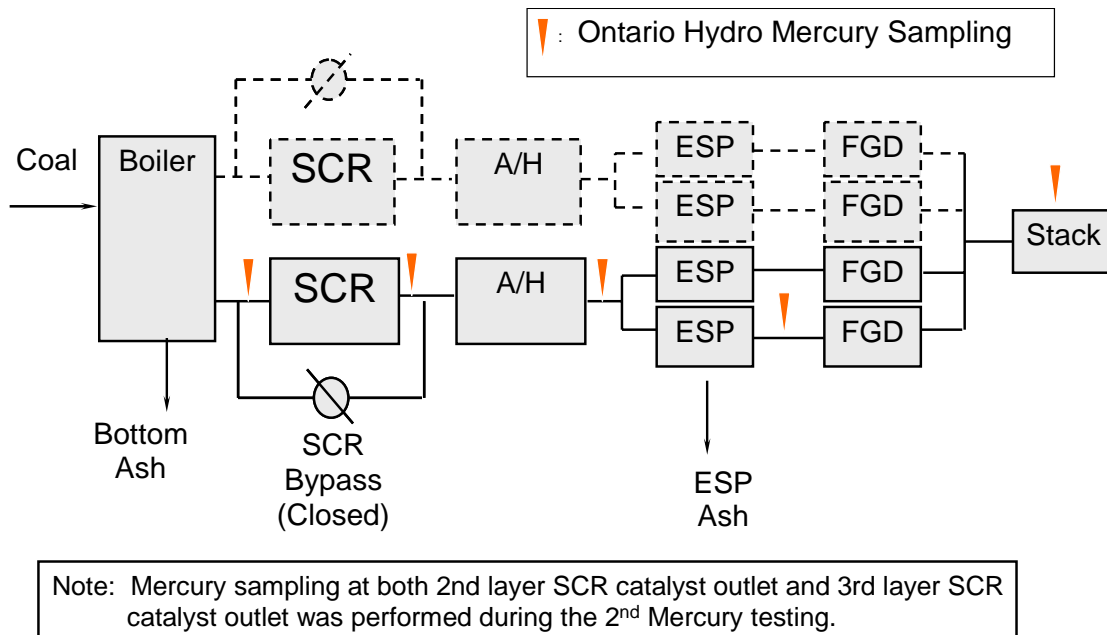 : Ontario Hydro Mercury Sampling
Coal
Boiler
SCR
A/H
ESP
FGD
ESP
FGD
Stack
SCR
A/H
ESP
FGD
ESP
FGD
Bottom
Ash
SCR
Bypass
(Closed)
ESP
Ash
Note: Mercury sampling at both 2nd layer SCR catalyst outlet and 3rd layer SCR
catalyst outlet was performed during the 2nd Mercury testing.